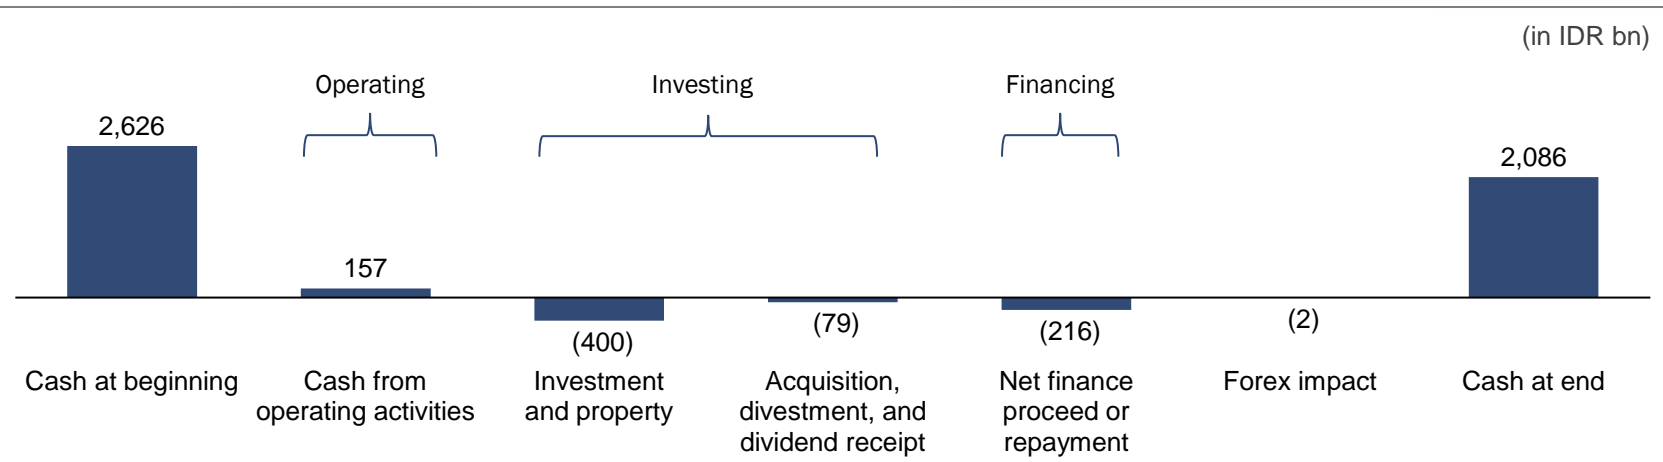 (in IDR bn)
Operating
Investing
Financing
2,626
157
(400)
(79)
(216)
(2)
2,086
Cash at beginning
Cash from
operating activities
Investment
and property
Acquisition,
divestment, and
dividend receipt
Net finance
proceed or
repayment
Forex impact
Cash at end